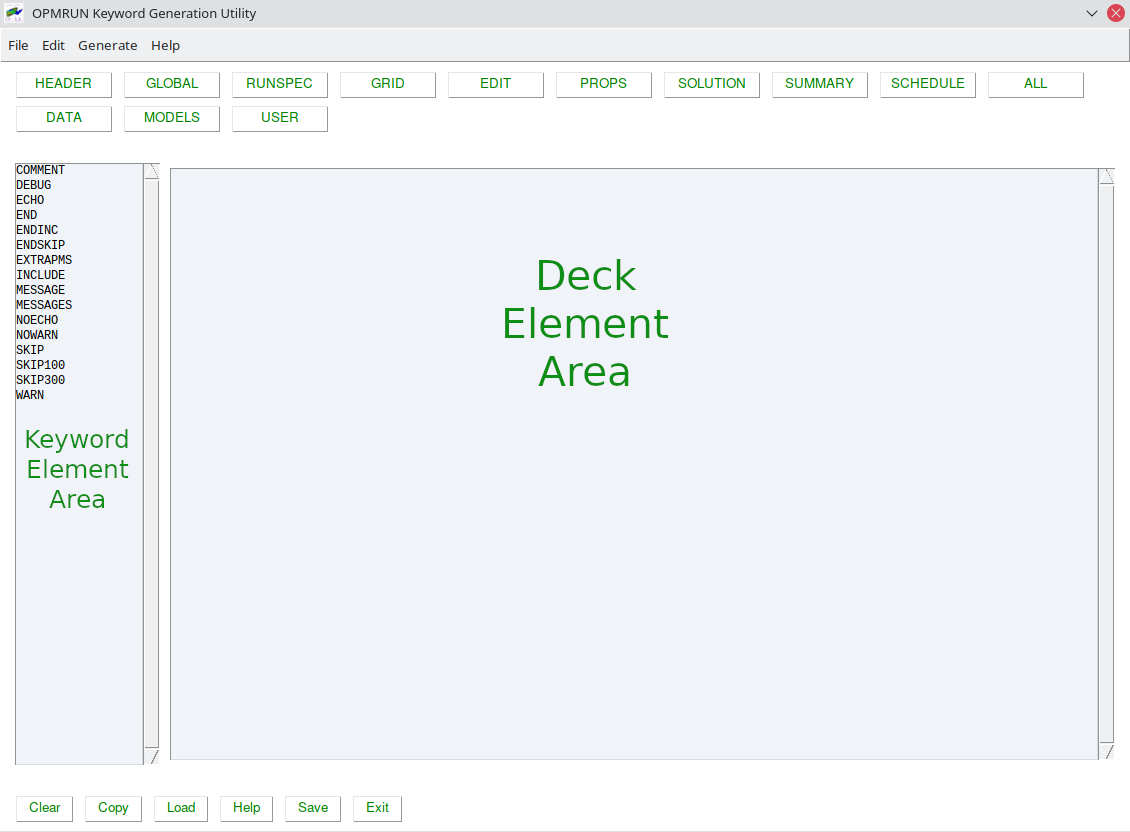 OPMRUN Keyword Generation Utility
File Edit Generate Help
HEADER GLOBAL RUNSPEC GRID EDIT PROPS SOLUTION SUMMARY SCHEDULE ALL
DATA MODELS USER
COMMENT
DEBUG
ECHO
END
ENDINC
ENDSKIP
EXTRAPMS
INCLUDE
MESSAGE
MESSAGES
NOECHO
NOWARN
SKIP
SKIP100
SKIP300
WARN
Keyword
Element
Area
Deck
Element
Area
Clear Copy Load Help Save Exit